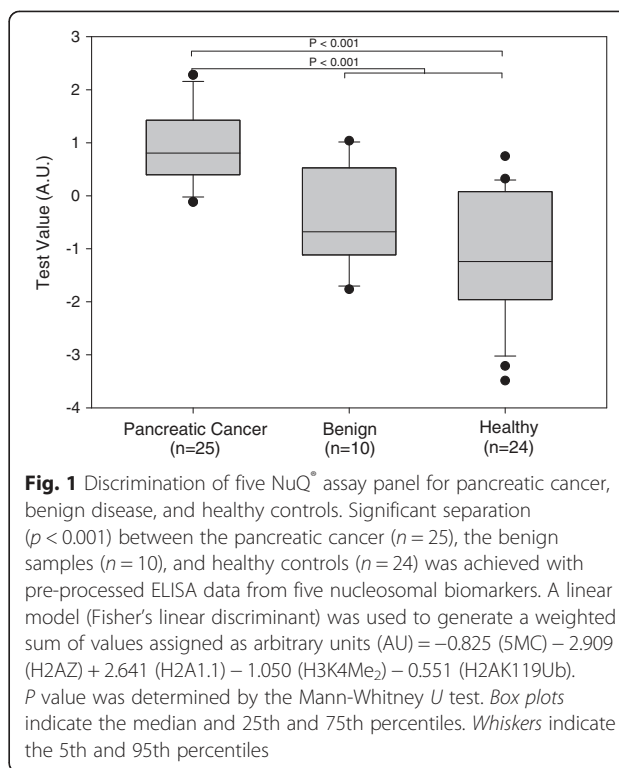 3
P < 0.001
P < 0.001
2
1
0
-1
-2
-3
-4
Test Value (A.U.)
Pancreatic Cancer
(n=25)
Benign
(n=10)
Healthy
(n=24)
Fig. 1 Discrimination of five NuQ® assay panel for pancreatic cancer,
benign disease, and healthy controls. Significant separation
(p < 0.001) between the pancreatic cancer (n = 25), the benign
samples (n = 10), and healthy controls (n = 24) was achieved with
pre-processed ELISA data from five nucleosomal biomarkers. A linear
model (Fisher's linear discriminant) was used to generate a weighted
sum of values assigned as arbitrary units (AU) = −0.825 (5MC) − 2.909
(H2AZ) + 2.641 (H2A1.1) − 1.050 (H3K4Me₂) − 0.551 (H2AK119Ub).
P value was determined by the Mann-Whitney U test. Box plots
indicate the median and 25th and 75th percentiles. Whiskers indicate
the 5th and 95th percentiles